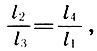 l₂/l₃ = l₄/l₁ ,